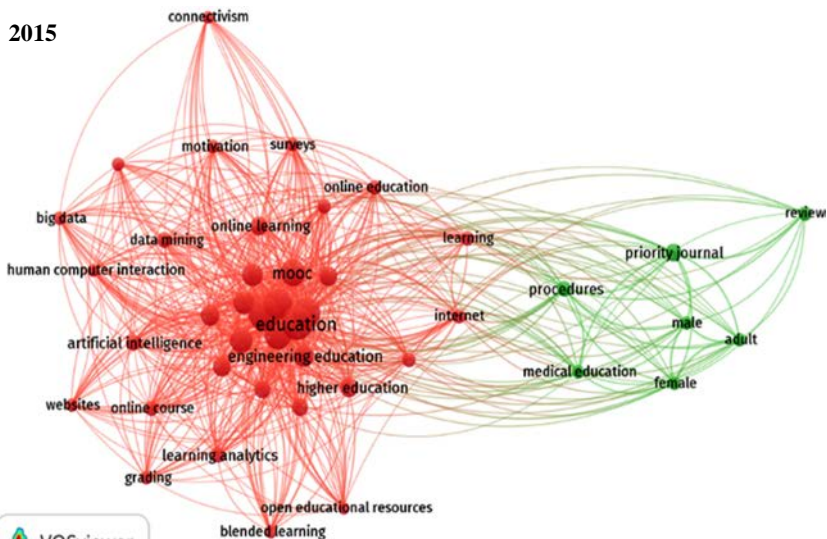 connectivism
2015
motivation
surveys
online education
big data
online learning
data mining
learning
review
priority journal
human computer interaction
mooc
procedures
internet
education
male
artificial intelligence
adult
engineering education
medical education
higher education
female
websites
online course
learning analytics
grading
open educational resources
blended learning